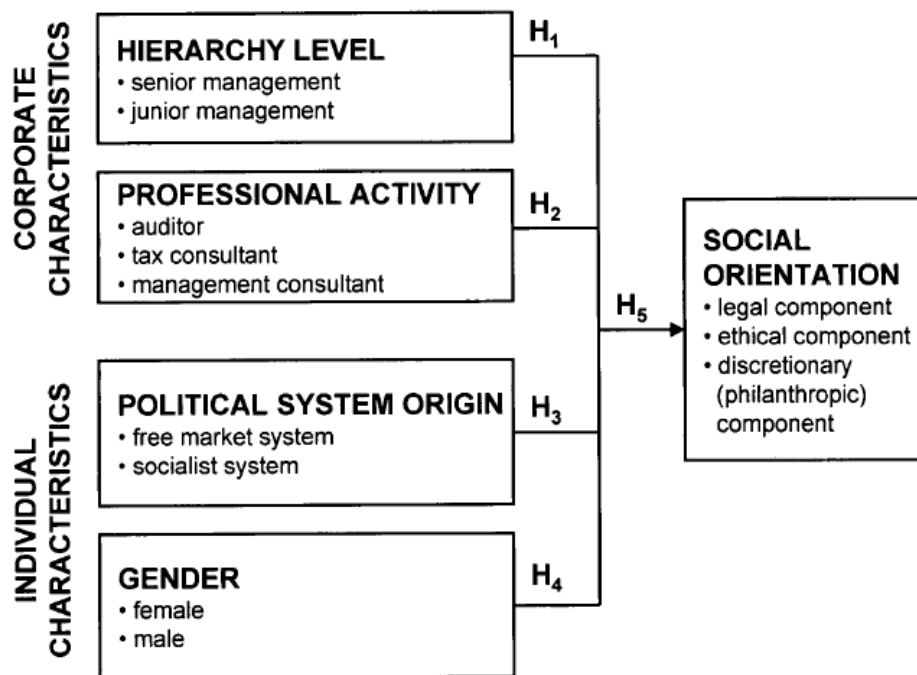 CORPORATE
CHARACTERISTICS
HIERARCHY LEVEL
• senior management
• junior management
H₁
PROFESSIONAL ACTIVITY
• auditor
• tax consultant
• management consultant
H₂
INDIVIDUAL
CHARACTERISTICS
POLITICAL SYSTEM ORIGIN
• free market system
• socialist system
H₃
GENDER
• female
• male
H₄
H₅
SOCIAL
ORIENTATION
• legal component
• ethical component
• discretionary
(philanthropic)
component